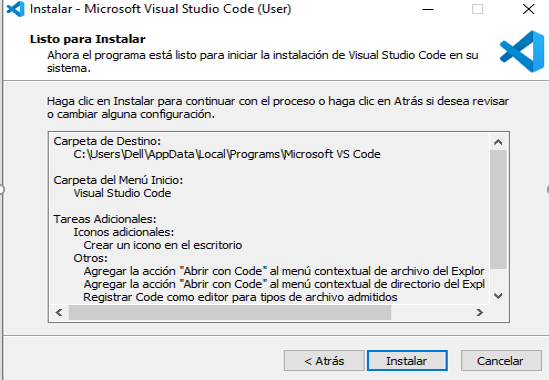 Instalar - Microsoft Visual Studio Code (User)
Listo para Instalar
Ahora el programa está listo para iniciar la instalación de Visual Studio Code en su
sistema.
Haga clic en Instalar para continuar con el proceso o haga clic en Atrás si desea revisar
o cambiar alguna configuración.
Carpeta de Destino:
C:\Users\Dell\AppData\Local\Programs\Microsoft VS Code
Carpeta del Menú Inicio:
Visual Studio Code
Tareas Adicionales:
Iconos adicionales:
Crear un icono en el escritorio
Otros:
Agregar la acción "Abrir con Code" al menú contextual de archivo del Explor
Agregar la acción "Abrir con Code" al menú contextual de directorio del Expl
Registrar Code como editor para tipos de archivo admitidos
< Atrás
Instalar
Cancelar